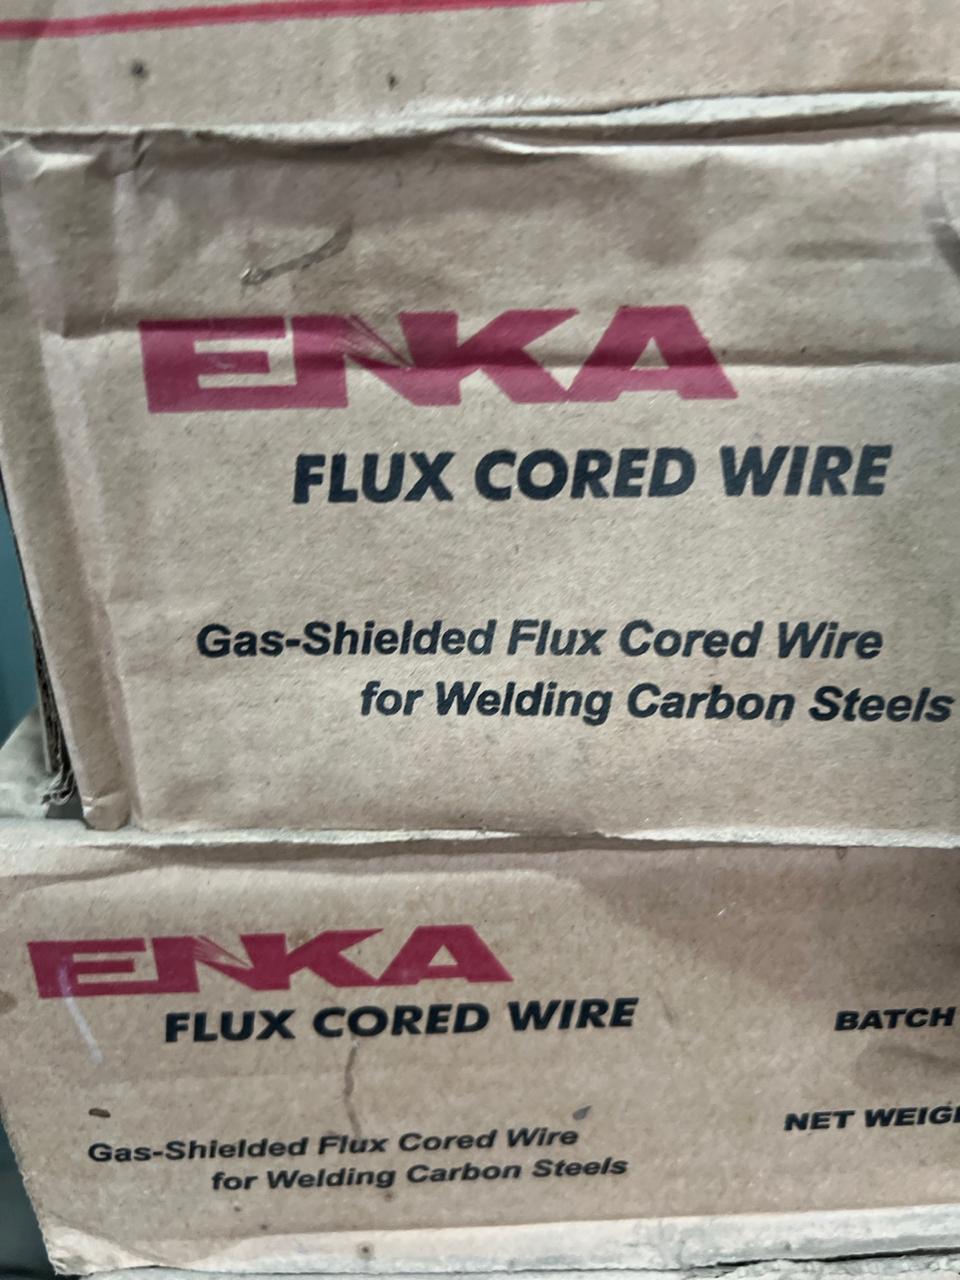 ENKA
FLUX CORED WIRE
Gas-Shielded Flux Cored Wire
for Welding Carbon Steels
ENKA
FLUX CORED WIRE
BATCH
Gas-Shielded Flux Cored Wire
for Welding Carbon Steels
NET